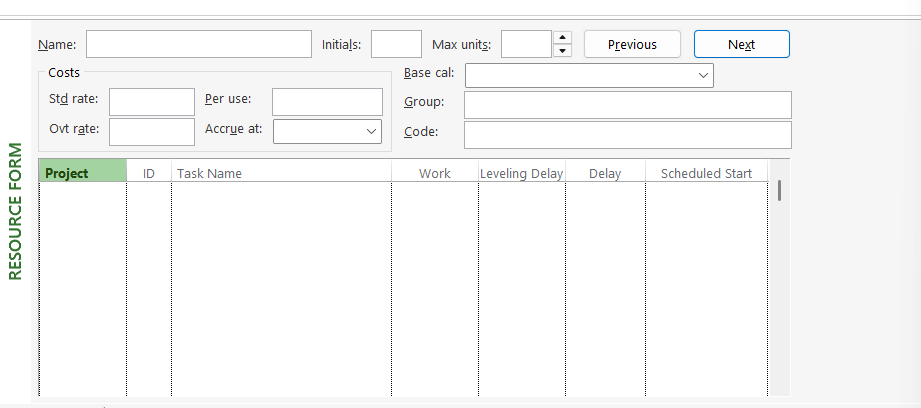 Name: Initials: Max units: Previous Next
Costs Base cal:
Std rate: Per use: Group:
Ovt rate: Accrue at: Code:
RESOURCE FORM
Project ID Task Name Work Leveling Delay Delay Scheduled Start